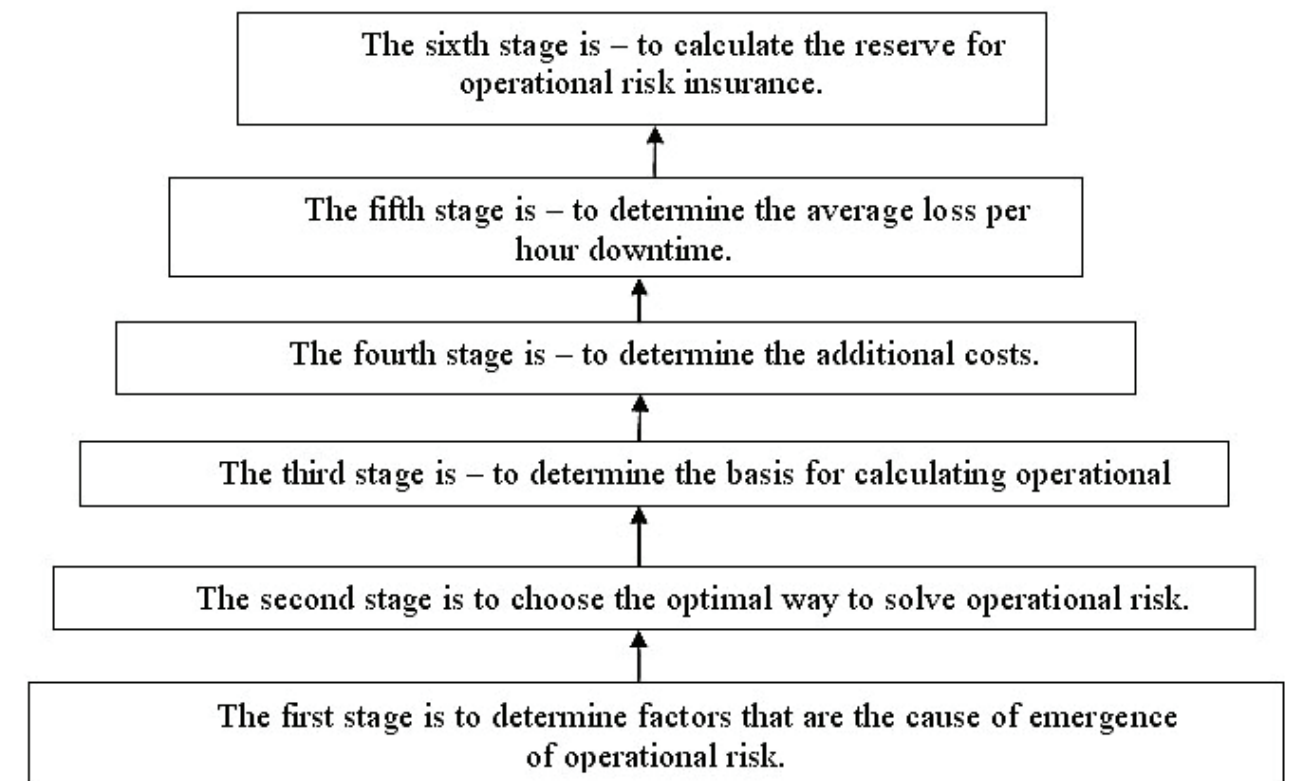 The sixth stage is – to calculate the reserve for
operational risk insurance.
The fifth stage is – to determine the average loss per
hour downtime.
The fourth stage is – to determine the additional costs.
The third stage is – to determine the basis for calculating operational
The second stage is to choose the optimal way to solve operational risk.
The first stage is to determine factors that are the cause of emergence
of operational risk.